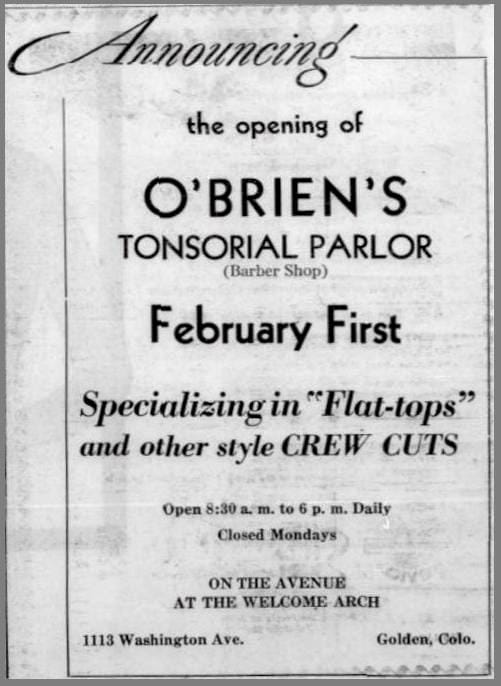 Announcing
the opening of
O'BRIEN'S
TONSORIAL PARLOR
(Barber Shop)
February First
Specializing in "Flat-tops"
and other style CREW CUTS
Open 8:30 a. m. to 6 p. m. Daily
Closed Mondays
ON THE AVENUE
AT THE WELCOME ARCH
1113 Washington Ave. Golden, Colo.